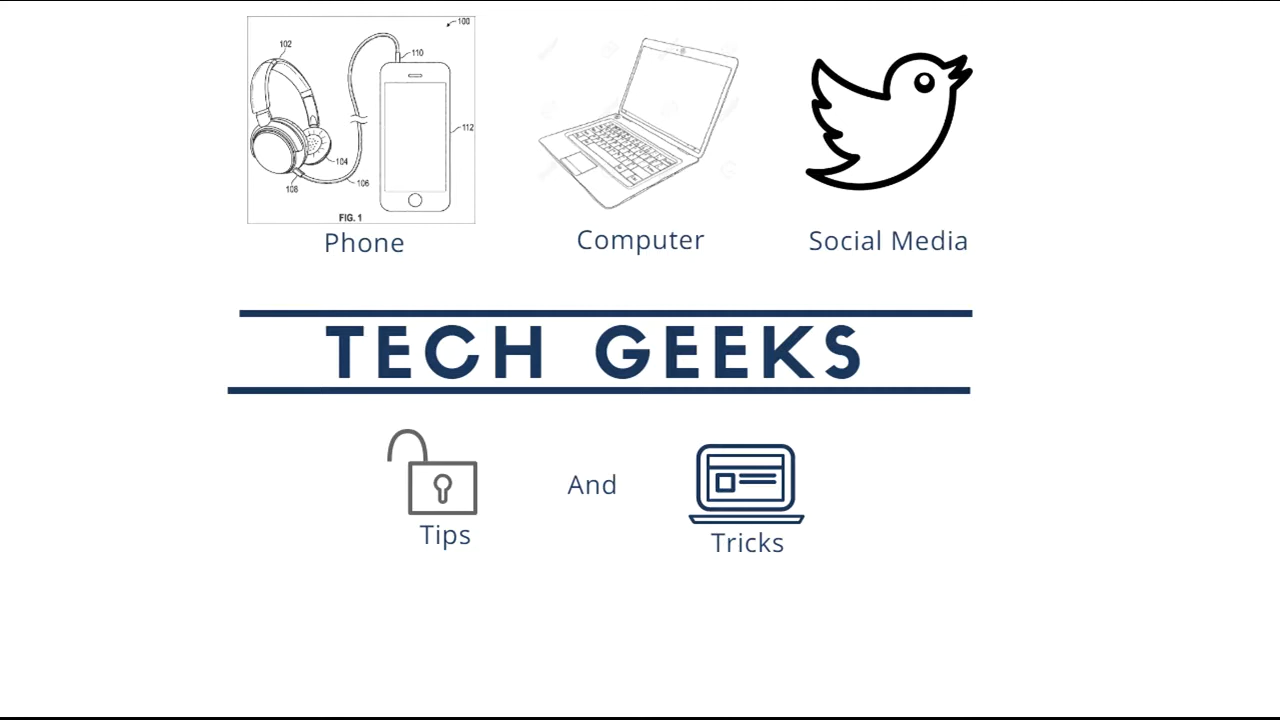 100
102
110
112
104
106
108
FIG. 1
Phone
Computer
Social Media
TECH GEEKS
And
Tips
Tricks